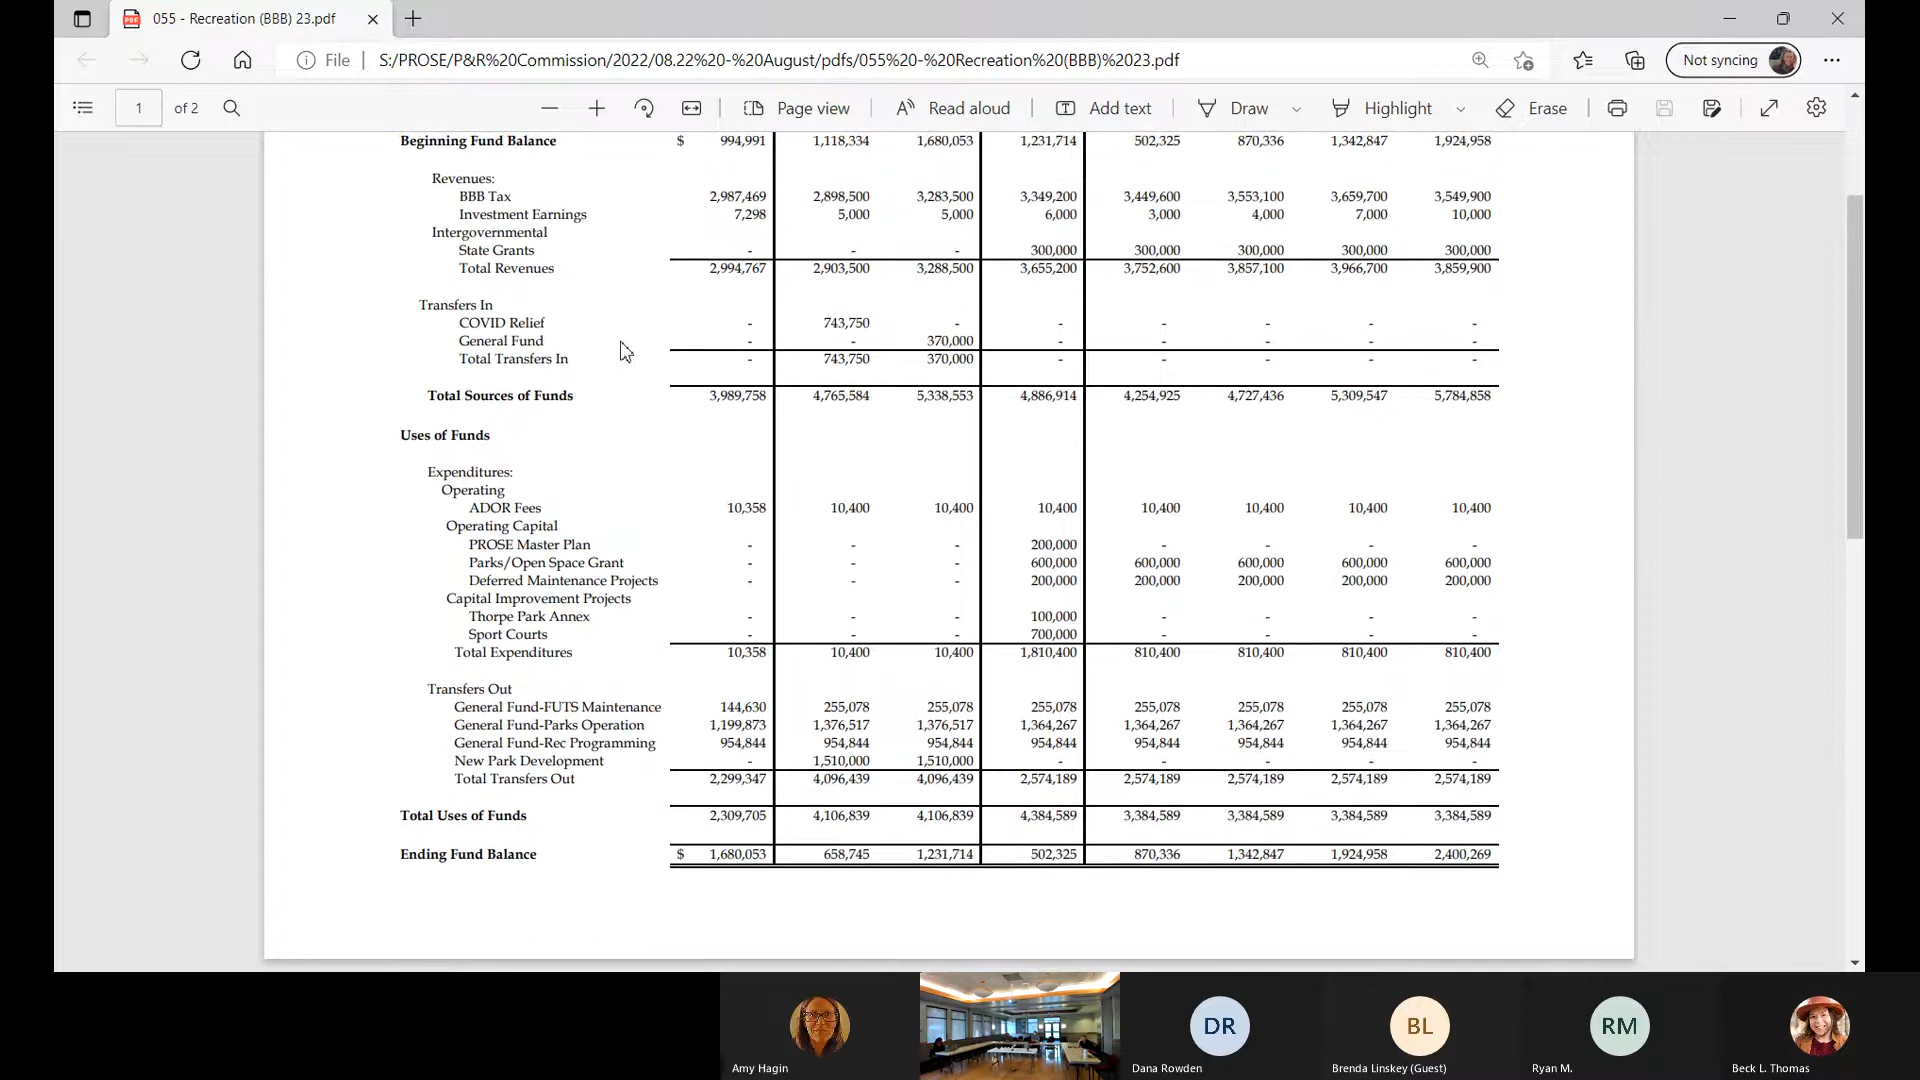 055 - Recreation (BBB) 23.pdf
File S:/PROSE/P&R%20Commission/2022/08.22%20-%20August/pdfs/055%20-%20Recreation%20(BBB)%2023.pdf
Not syncing
1 of 2 Page view Read aloud Add text Draw Highlight Erase
Beginning Fund Balance $ 994,991 1,118,334 1,680,053 1,231,714 502,325 870,336 1,342,847 1,924,958
Revenues:
BBB Tax 2,987,469 2,898,500 3,283,500 3,349,200 3,449,600 3,553,100 3,659,700 3,549,900
Investment Earnings 7,298 5,000 5,000 6,000 3,000 4,000 7,000 10,000
Intergovernmental
State Grants - - - 300,000 300,000 300,000 300,000 300,000
Total Revenues 2,994,767 2,903,500 3,288,500 3,655,200 3,752,600 3,857,100 3,966,700 3,859,900
Transfers In
COVID Relief - 743,750 - - - - - -
General Fund - - 370,000 - - - - -
Total Transfers In - 743,750 370,000 - - - - -
Total Sources of Funds 3,989,758 4,765,584 5,338,553 4,886,914 4,254,925 4,727,436 5,309,547 5,784,858
Uses of Funds
Expenditures:
Operating
ADOR Fees 10,358 10,400 10,400 10,400 10,400 10,400 10,400 10,400
Operating Capital
PROSE Master Plan - - - 200,000 - - - -
Parks/Open Space Grant - - - 600,000 600,000 600,000 600,000 600,000
Deferred Maintenance Projects - - - 200,000 200,000 200,000 200,000 200,000
Capital Improvement Projects
Thorpe Park Annex - - - 100,000 - - - -
Sport Courts - - - 700,000 - - - -
Total Expenditures 10,358 10,400 10,400 1,810,400 810,400 810,400 810,400 810,400
Transfers Out
General Fund-FUTS Maintenance 144,630 255,078 255,078 255,078 255,078 255,078 255,078 255,078
General Fund-Parks Operation 1,199,873 1,376,517 1,376,517 1,364,267 1,364,267 1,364,267 1,364,267 1,364,267
General Fund-Rec Programming 954,844 954,844 954,844 954,844 954,844 954,844 954,844 954,844
New Park Development - 1,510,000 1,510,000 - - - - -
Total Transfers Out 2,299,347 4,096,439 4,096,439 2,574,189 2,574,189 2,574,189 2,574,189 2,574,189
Total Uses of Funds 2,309,705 4,106,839 4,106,839 4,384,589 3,384,589 3,384,589 3,384,589 3,384,589
Ending Fund Balance $ 1,680,053 658,745 1,231,714 502,325 870,336 1,342,847 1,924,958 2,400,269
DR BL RM
Amy Hagin Dana Rowden Brenda Linskey (Guest) Ryan M. Beck L. Thomas